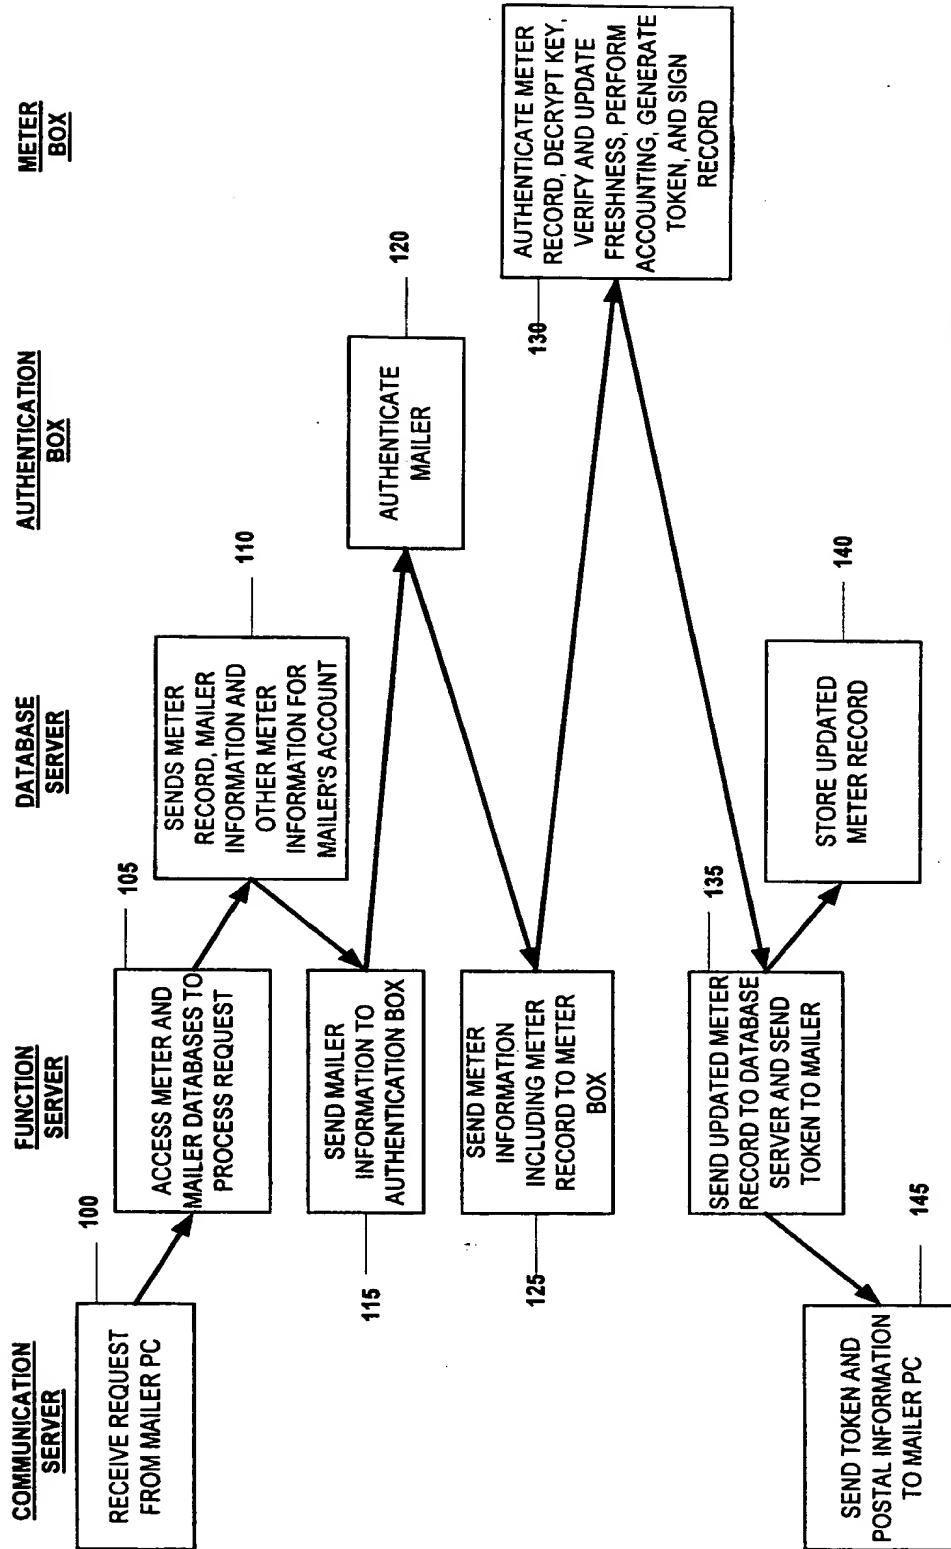 COMMUNICATION
SERVER
FUNCTION
SERVER
DATABASE
SERVER
AUTHENTICATION
BOX
METER
BOX
100
RECEIVE REQUEST
FROM MAILER PC
105
ACCESS METER AND
MAILER DATABASES TO
PROCESS REQUEST
110
SENDS METER
RECORD, MAILER
INFORMATION AND
OTHER METER
INFORMATION FOR
MAILER'S ACCOUNT
115
SEND MAILER
INFORMATION TO
AUTHENTICATION BOX
120
AUTHENTICATE
MAILER
125
SEND METER
INFORMATION
INCLUDING METER
RECORD TO METER
BOX
130
AUTHENTICATE METER
RECORD, DECRYPT KEY,
VERIFY AND UPDATE
FRESHNESS, PERFORM
ACCOUNTING, GENERATE
TOKEN, AND SIGN
RECORD
135
SEND UPDATED METER
RECORD TO DATABASE
SERVER AND SEND
TOKEN TO MAILER
140
STORE UPDATED
METER RECORD
145
SEND TOKEN AND
POSTAL INFORMATION
TO MAILER PC